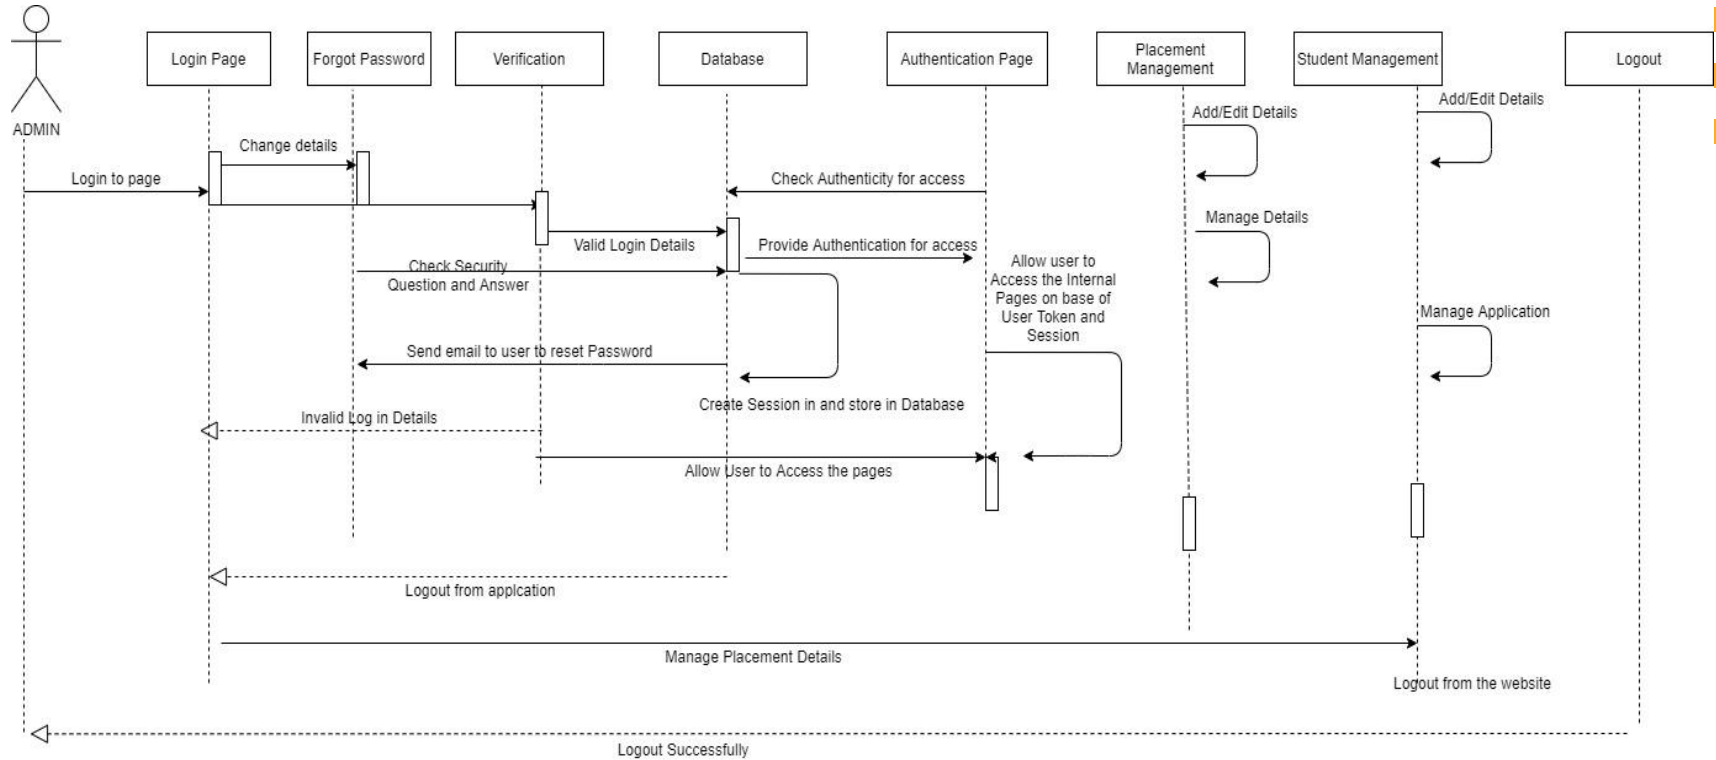 Login Page
Forgot Password
Verification
Database
Authentication Page
Placement
Management
Student Management
Logout
ADMIN
Add/Edit Details
Add/Edit Details
Change details
Login to page
Check Authenticity for access
Manage Details
Valid Login Details
Provide Authentication for access
Check Security
Question and Answer
Allow user to
Access the Internal
Pages on base of
User Token and
Session
Manage Application
Send email to user to reset Password
Create Session in and store in Database
Invalid Log in Details
Allow User to Access the pages
Logout from applcation
Manage Placement Details
Logout from the website
Logout Successfully